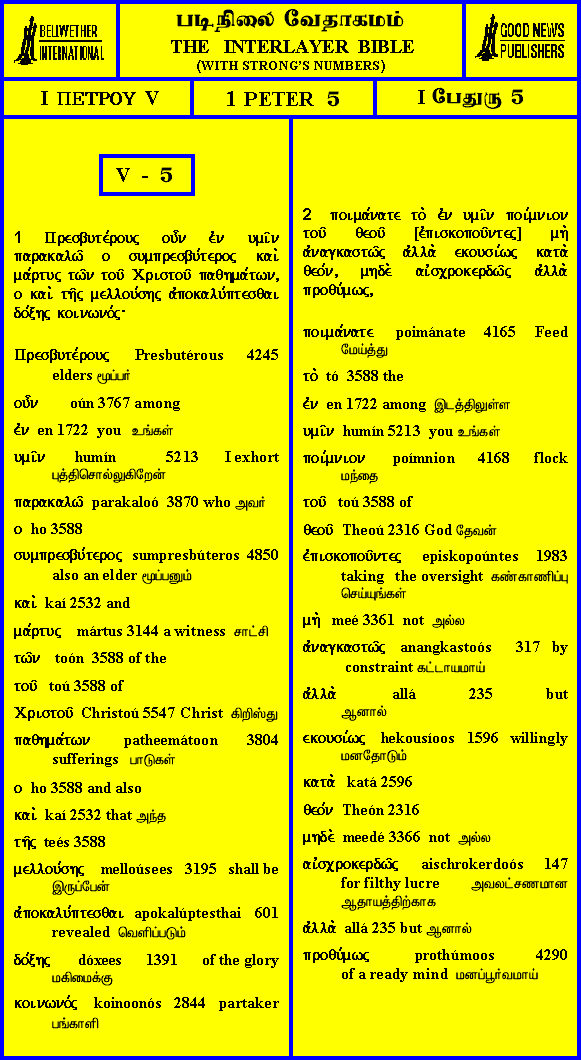 BELLWETHER
INTERNATIONAL
படிநிலை வேதாகமம்
THE INTERLAYER BIBLE
(WITH STRONG'S NUMBERS)
GOOD NEWS
PUBLISHERS
I ΠΕΤΡΟΥ V
1 PETER 5
I பேதுரு 5
V - 5
1 Πρεσβυτέρους οὖν ἐν υμῖν
παρακαλῶ ο συμπρεσβύτερος καὶ
μάρτυς τῶν τοῦ Χριστοῦ παθημάτων,
ο καὶ τῆς μελλούσης ἀποκαλύπτεσθαι
δόξης κοινωνός·
Πρεσβυτέρους Presbutérous 4245
elders மூப்பர்
οὖν oún 3767 among
ἐν en 1722 you உங்கள்
υμῖν humín 5213 I exhort
புத்திசொல்லுகிறேன்
παρακαλῶ parakaloó 3870 who அவர்
ο ho 3588
συμπρεσβύτερος sumpresbúteros 4850
also an elder மூப்பனும்
καὶ kaí 2532 and
μάρτυς mártus 3144 a witness சாட்சி
τῶν toón 3588 of the
τοῦ toú 3588 of
Χριστοῦ Christoú 5547 Christ கிறிஸ்து
παθημάτων patheemátoon 3804
sufferings பாடுகள்
ο ho 3588 and also
καὶ kaí 2532 that அந்த
τῆς teés 3588
μελλούσης melloúsees 3195 shall be
இருப்பேன்
ἀποκαλύπτεσθαι apokalúptesthai 601
revealed வெளிப்படும்
δόξης dóxees 1391 of the glory
மகிமைக்கு
κοινωνός koinoonós 2844 partaker
பங்காளி
2 ποιμάνατε τὸ ἐν υμῖν ποίμνιον
τοῦ θεοῦ [ἐπισκοποῦντες] μὴ
ἀναγκαστῶς ἀλλὰ εκουσίως κατὰ
θεόν, μηδὲ αἰσχροκερδῶς ἀλλὰ
προθύμως,
ποιμάνατε poimánate 4165 Feed
மேய்த்து
τὸ tó 3588 the
ἐν en 1722 among இடத்திலுள்ள
υμῖν humín 5213 you உங்கள்
ποίμνιον poímnion 4168 flock
மந்தை
τοῦ toú 3588 of
θεοῦ Theoú 2316 God தேவன்
ἐπισκοποῦντες episkopoúntes 1983
taking the oversight கண்காணிப்பு
செய்யுங்கள்
μὴ meé 3361 not அல்ல
ἀναγκαστῶς anangkastoós 317 by
constraint கட்டாயமாய்
ἀλλὰ allá 235 but
ஆனால்
εκουσίως hekousíoos 1596 willingly
மனதோடும்
κατὰ katá 2596
θεόν Theón 2316
μηδὲ meedé 3366 not அல்ல
αἰσχροκερδῶς aischrokerdoós 147
for filthy lucre அவலட்சணமான
ஆதாயத்திற்காக
ἀλλὰ allá 235 but ஆனால்
προθύμως prothúmoos 4290
of a ready mind மனப்பூர்வமாய்